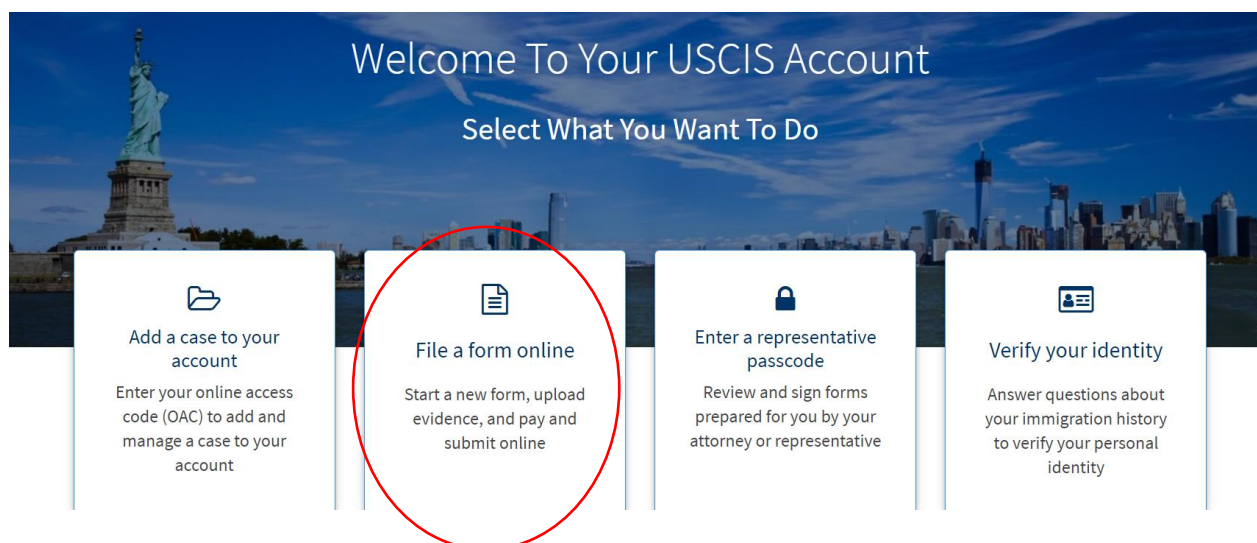 Welcome To Your USCIS Account
Select What You Want To Do
Add a case to your
account
Enter your online access
code (OAC) to add and
manage a case to your
account
File a form online
Start a new form, upload
evidence, and pay and
submit online
Enter a representative
passcode
Review and sign forms
prepared for you by your
attorney or representative
Verify your identity
Answer questions about
your immigration history
to verify your personal
identity